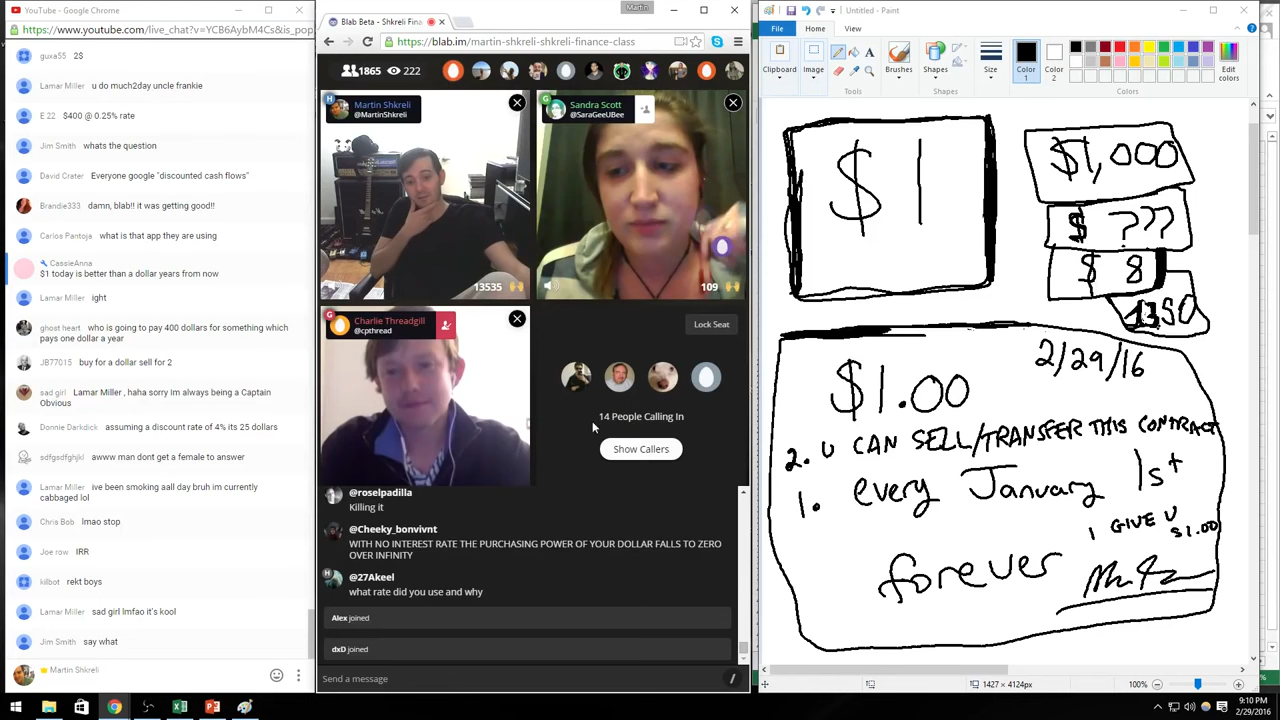 YouTube - Google Chrome
https://www.youtube.com/live_chat?v=YCB6AybM4Cs&is_pop
guxa55 2$
Lamar Miller u do much2day uncle frankie
E 22 $400 @ 0.25% rate
Jim Smith whats the question
David Crater Everyone google "discounted cash flows"
Brandie333 damn, blab!! it was getting good!!
Carlos Pantoja what is that app they are using
CassieAnna
$1 today is better than a dollar years from now
Lamar Miller ight
ghost heart who is going to pay 400 dollars for something which
pays one dollar a year
JB77015 buy for a dollar sell for 2
sad girl Lamar Miller , haha sorry Im always being a Captain
Obvious
Donnie Darkdick assuming a discount rate of 4% its 25 dollars
sdfgsdfghjkl awww man dont get a female to answer
Lamar Miller ive been smoking aall day bruh im currently
cabbaged lol
Chris Bob lmao stop
Joe row IRR
kilbot rekt boys
Lamar Miller sad girl lmfao it's kool
Jim Smith say what
Martin Shkreli
Martin
Blab Beta - Shkreli Fina
https://blab.im/martin-shkreli-shkreli-finance-class
1865 222
H Martin Shkreli
@MartinShkreli
13535
G Sandra Scott
@SaraGeeUBee
109
G Charlie Threadgill
@cpthread
Lock Seat
14 People Calling In
Show Callers
@roselpadilla
Killing it
@Cheeky_bonvivnt
WITH NO INTEREST RATE THE PURCHASING POWER OF YOUR DOLLAR FALLS TO ZERO
OVER INFINITY
H @27Akeel
what rate did you use and why
Alex joined
dxD joined
Send a message
Untitled - Paint
File Home View
Clipboard Image Tools Brushes Shapes Size Color 1 Color 2 Edit colors
Tools Shapes Colors
$1
$1,000
$ ???
$ 8
1350
2/29/16
$1.00
2. U CAN SELL/TRANSFER THIS CONTRACT
1. every January 1st
I GIVE U
$1.00
forever
1427 × 4124px
100%
9:10 PM
2/29/2016